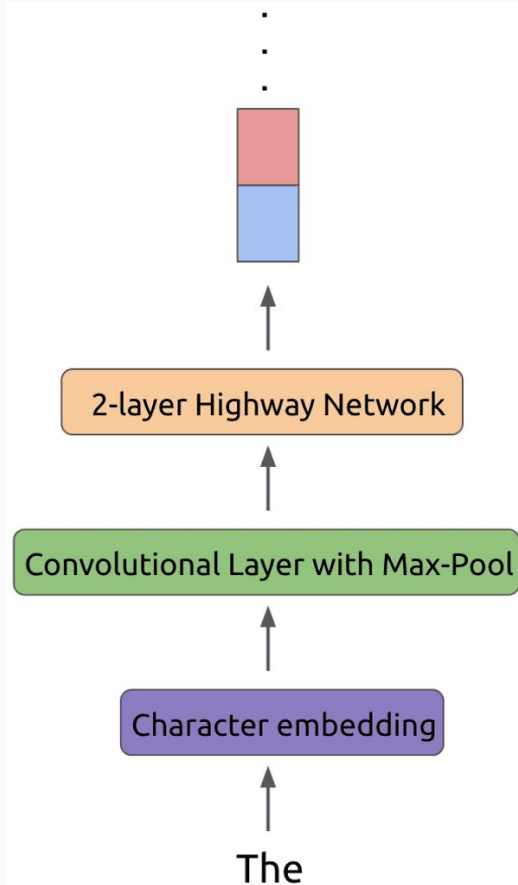 2-layer Highway Network
Convolutional Layer with Max-Pool
Character embedding
The